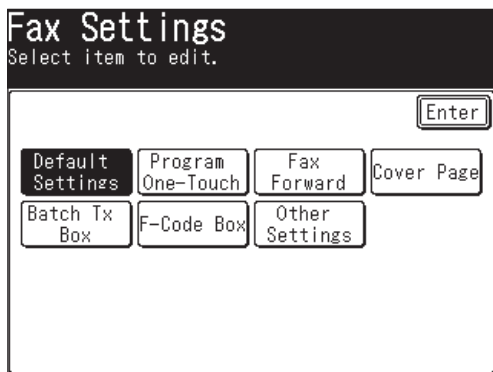 Fax Settings
Select item to edit.
Enter
Default Settings
Program One-Touch
Fax Forward
Cover Page
Batch Tx Box
F-Code Box
Other Settings